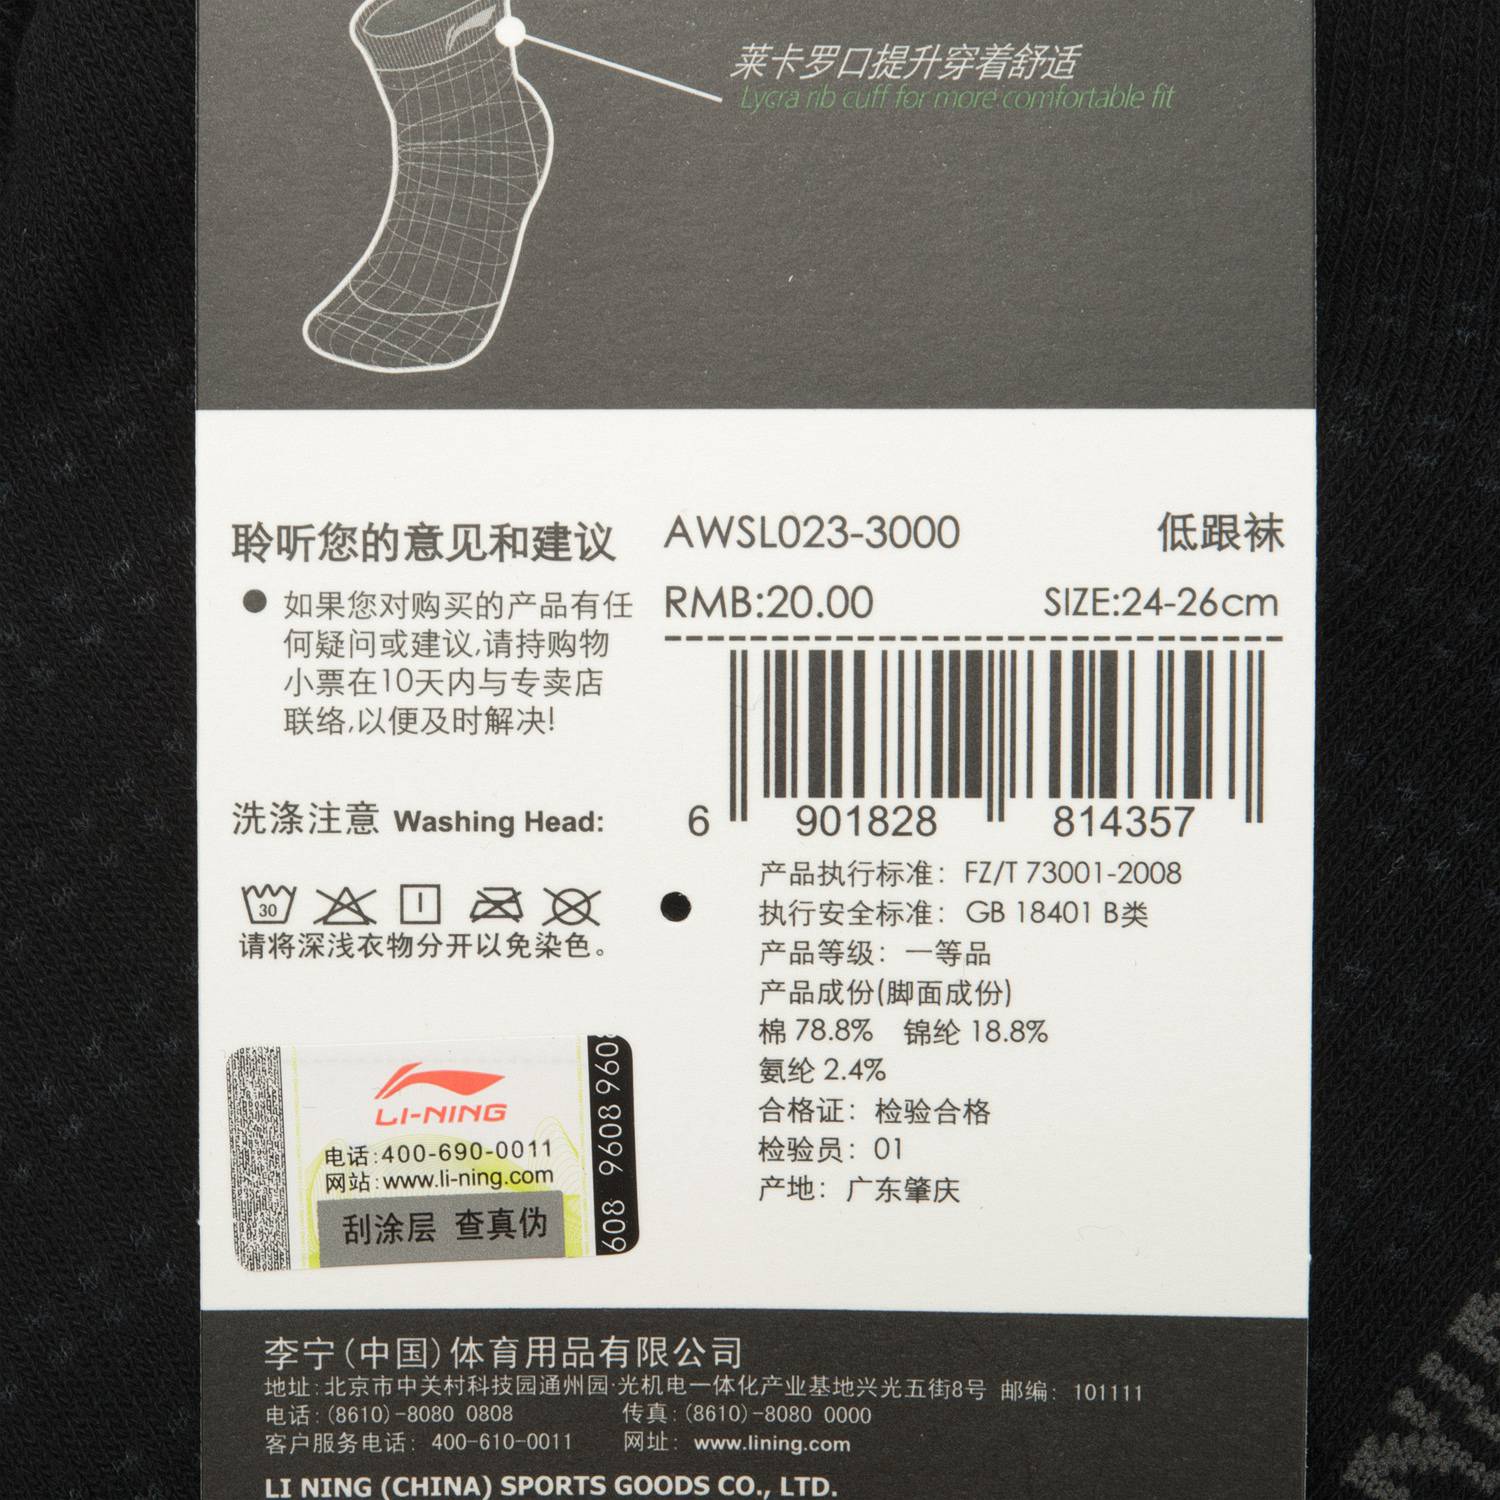 莱卡罗口提升穿着舒适
Lycra rib cuff for more comfortable fit
聆听您的意见和建议
● 如果您对购买的产品有任
何疑问或建议,请持购物
小票在10天内与专卖店
联络,以便及时解决!
洗涤注意 Washing Head:
30
请将深浅衣物分开以免染色。
AWSL023-3000 低跟袜
RMB:20.00 SIZE:24-26cm
6 901828 814357
产品执行标准: FZ/T 73001-2008
执行安全标准: GB 18401 B类
产品等级: 一等品
产品成份(脚面成份)
棉 78.8% 锦纶 18.8%
氨纶 2.4%
合格证: 检验合格
检验员: 01
产地: 广东肇庆
LI-NING
电话:400-690-0011
网站:www.li-ning.com
刮涂层 查真伪
608 9608 960
李宁(中国)体育用品有限公司
地址:北京市中关村科技园通州园·光机电一体化产业基地兴光五街8号 邮编: 101111
电话:(8610)-8080 0808 传真:(8610)-8080 0000
客户服务电话: 400-610-0011 网址: www.lining.com
LI NING (CHINA) SPORTS GOODS CO., LTD.